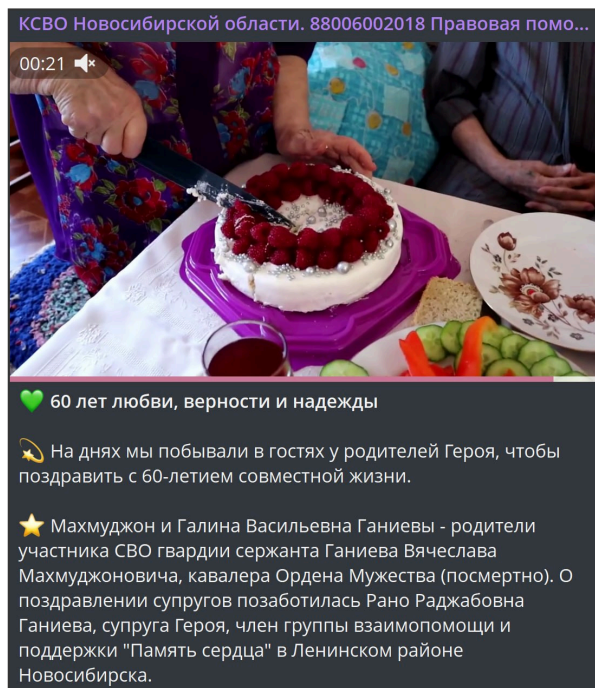 КСВО Новосибирской области. 88006002018 Правовая помо...
00:21
60 лет любви, верности и надежды
На днях мы побывали в гостях у родителей Героя, чтобы
поздравить с 60-летием совместной жизни.
Махмуджон и Галина Васильевна Ганиевы - родители
участника СВО гвардии сержанта Ганиева Вячеслава
Махмуджоновича, кавалера Ордена Мужества (посмертно). О
поздравлении супругов позаботилась Рано Раджабовна
Ганиева, супруга Героя, член группы взаимопомощи и
поддержки "Память сердца" в Ленинском районе
Новосибирска.